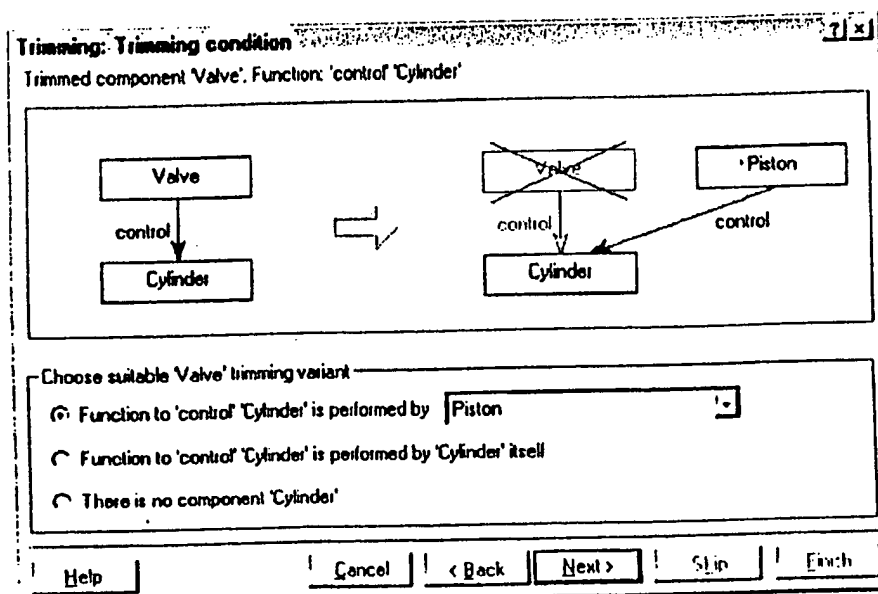 Trimming: Trimming condition ? x
Trimmed component 'Valve'. Function: 'control' 'Cylinder'
Valve
control
Cylinder
Valve
control
Cylinder
Piston
control
Choose suitable 'Valve' trimming variant
Function to 'control' 'Cylinder' is performed by Piston
Function to 'control' 'Cylinder' is performed by 'Cylinder' itself
There is no component 'Cylinder'
Help Cancel < Back Next > Skip Finish